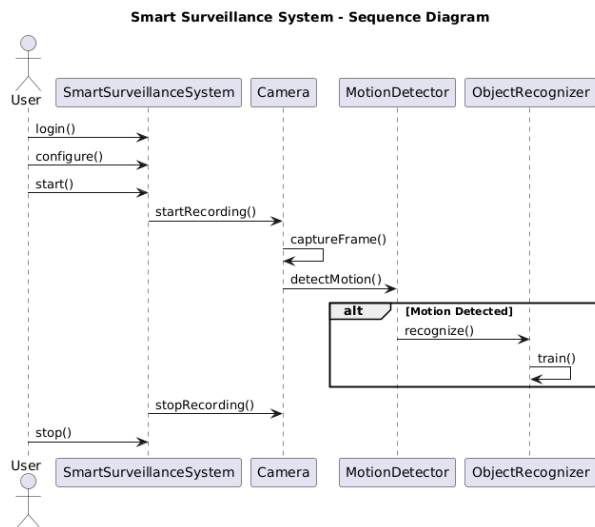 Smart Surveillance System - Sequence Diagram
User
SmartSurveillanceSystem
Camera
MotionDetector
ObjectRecognizer
login()
configure()
start()
startRecording()
captureFrame()
detectMotion()
alt
[Motion Detected]
recognize()
train()
stopRecording()
stop()
User
SmartSurveillanceSystem
Camera
MotionDetector
ObjectRecognizer